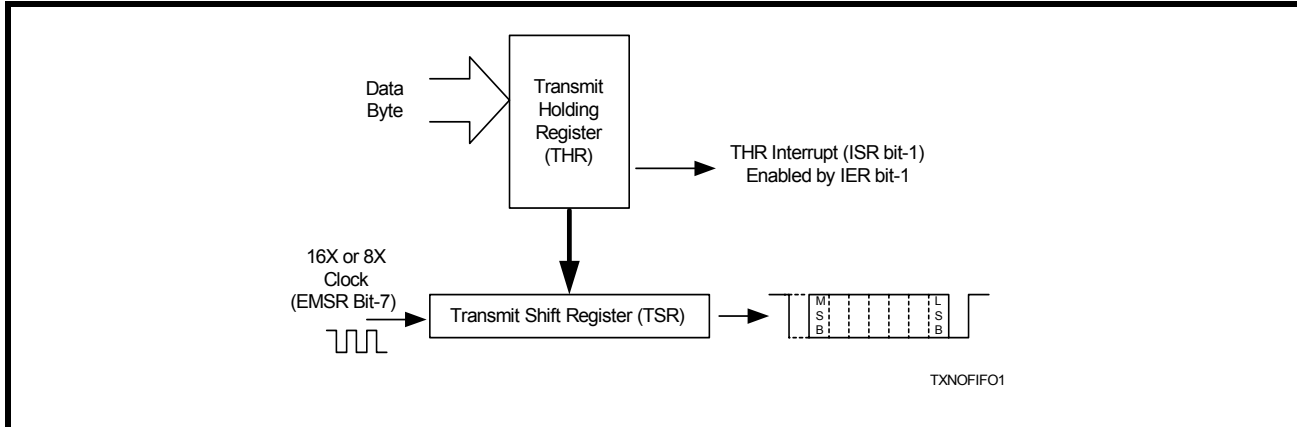 Data
Byte
Transmit
Holding
Register
(THR)
THR Interrupt (ISR bit-1)
Enabled by IER bit-1
16X or 8X
Clock
(EMSR Bit-7)
Transmit Shift Register (TSR)
M
S
B
L
S
B
TXNOFIFO1